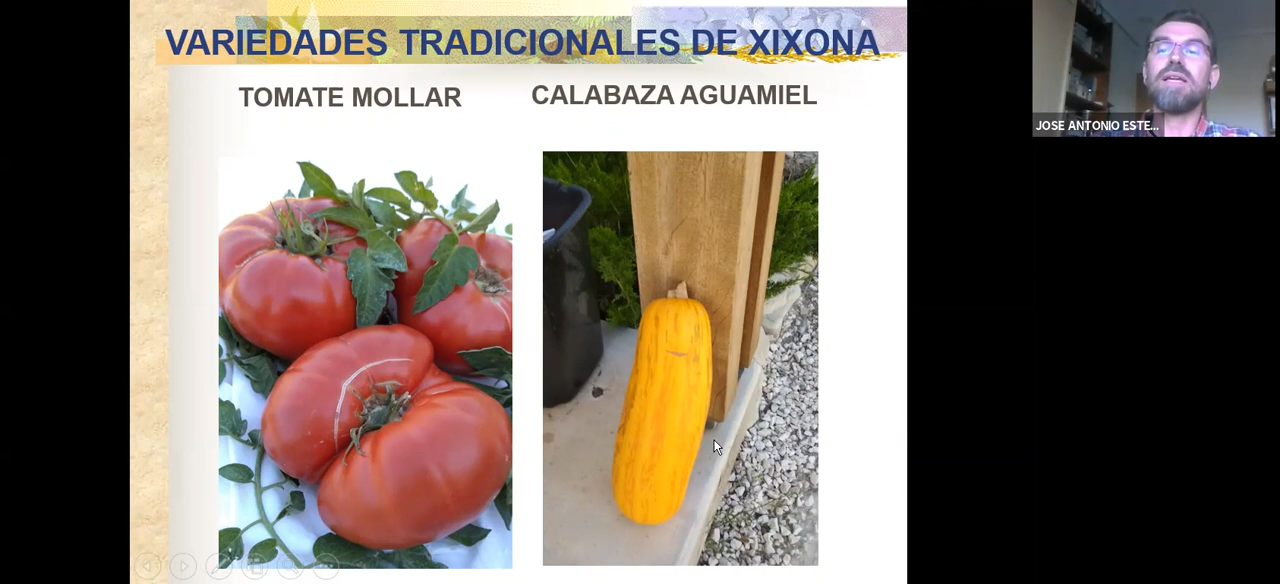 VARIEDADES TRADICIONALES DE XIXONA
TOMATE MOLLAR
CALABAZA AGUAMIEL
JOSE ANTONIO ESTE...